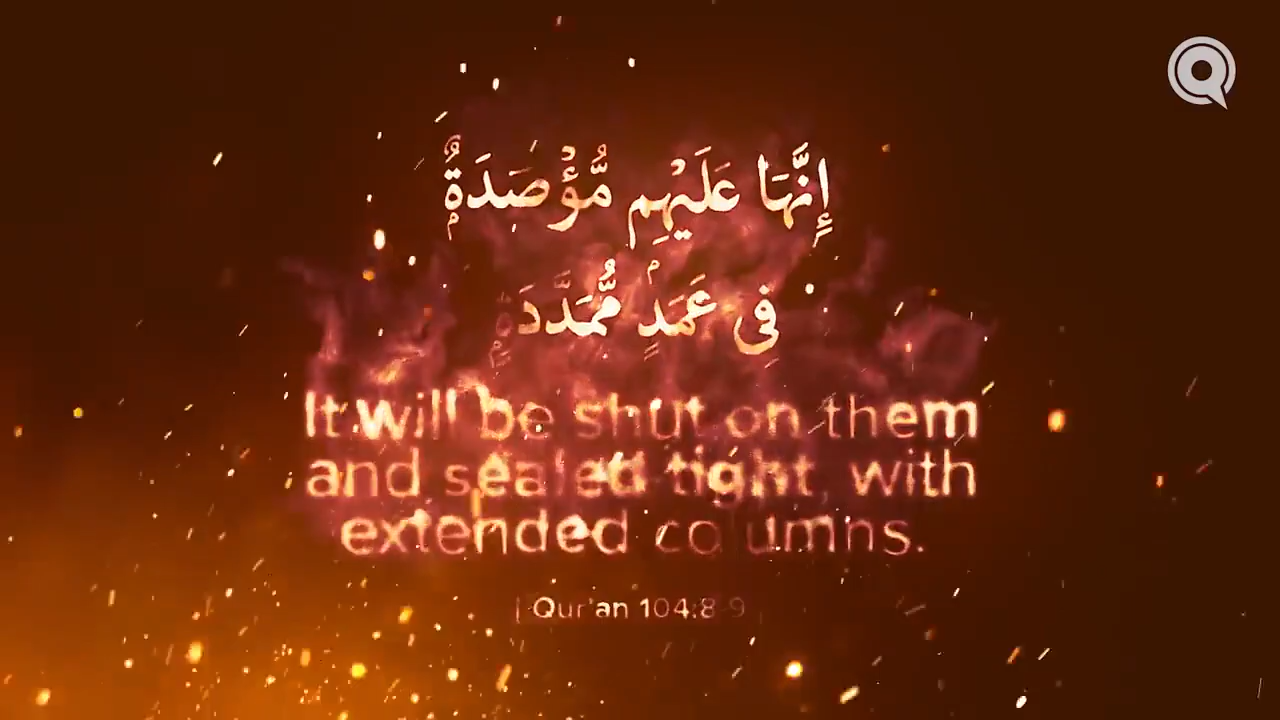 إِنَّهَا عَلَيْهِم مُّؤْصَدَةٌ
فِى عَمَدٍ مُّمَدَّدَةٍ
It will be shut on them
and sealed tight, with
extended columns.
| Qur'an 104:8-9 |